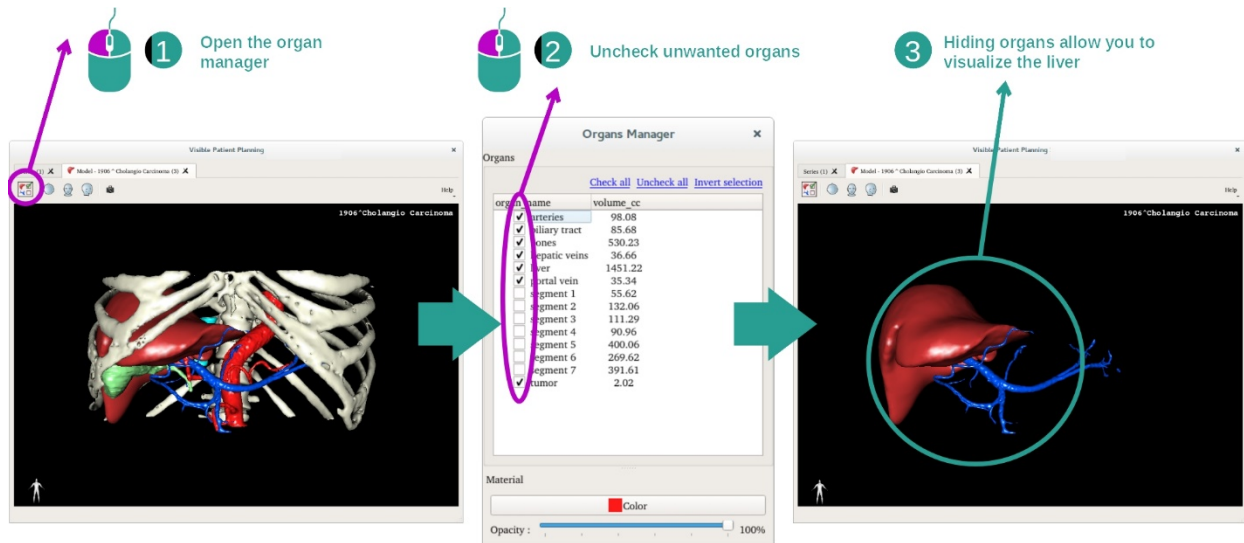 1
Open the organ
manager
2
Uncheck unwanted organs
3
Hiding organs allow you to
visualize the liver
Visible Patient Planning
(1)
Model - 1906 ^ Cholangio Carcinoma (3)
Help
1906^Cholangio Carcinoma
Organs Manager
Organs
Check all Uncheck all Invert selection
organ_name volume_cc
arteries 98.08
biliary tract 85.68
bones 530.23
hepatic veins 36.66
liver 1451.22
portal vein 35.34
segment 1 55.62
segment 2 132.06
segment 3 111.29
segment 4 90.96
segment 5 400.06
segment 6 269.62
segment 7 391.61
tumor 2.02
Material
Color
Opacity : 100%
Visible Patient Planning
Series (1) Model - 1906 ^ Cholangio Carcinoma (3)
Help
1906^Cholangio Carcinoma